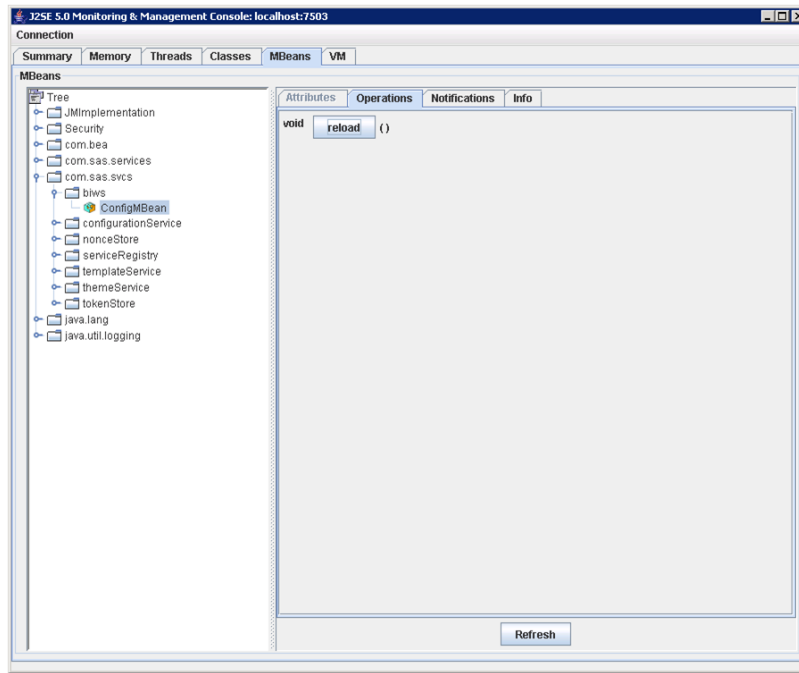 J2SE 5.0 Monitoring & Management Console: localhost:7503
Connection
Summary Memory Threads Classes MBeans VM
MBeans
Tree
JMImplementation
Security
com.bea
com.sas.services
com.sas.svcs
biws
ConfigMBean
configurationService
nonceStore
serviceRegistry
templateService
themeService
tokenStore
java.lang
java.util.logging
Attributes Operations Notifications Info
void reload ()
Refresh